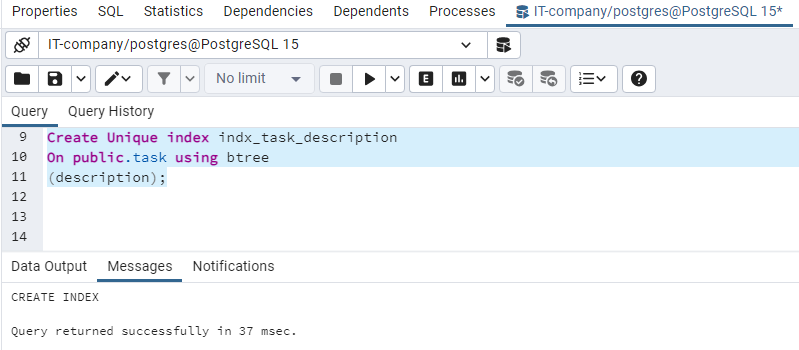 Properties SQL Statistics Dependencies Dependents Processes IT-company/postgres@PostgreSQL 15*
IT-company/postgres@PostgreSQL 15
No limit
E
Query Query History
9 Create Unique index indx_task_description
10 On public.task using btree
11 (description);
12
13
14
Data Output Messages Notifications
CREATE INDEX
Query returned successfully in 37 msec.